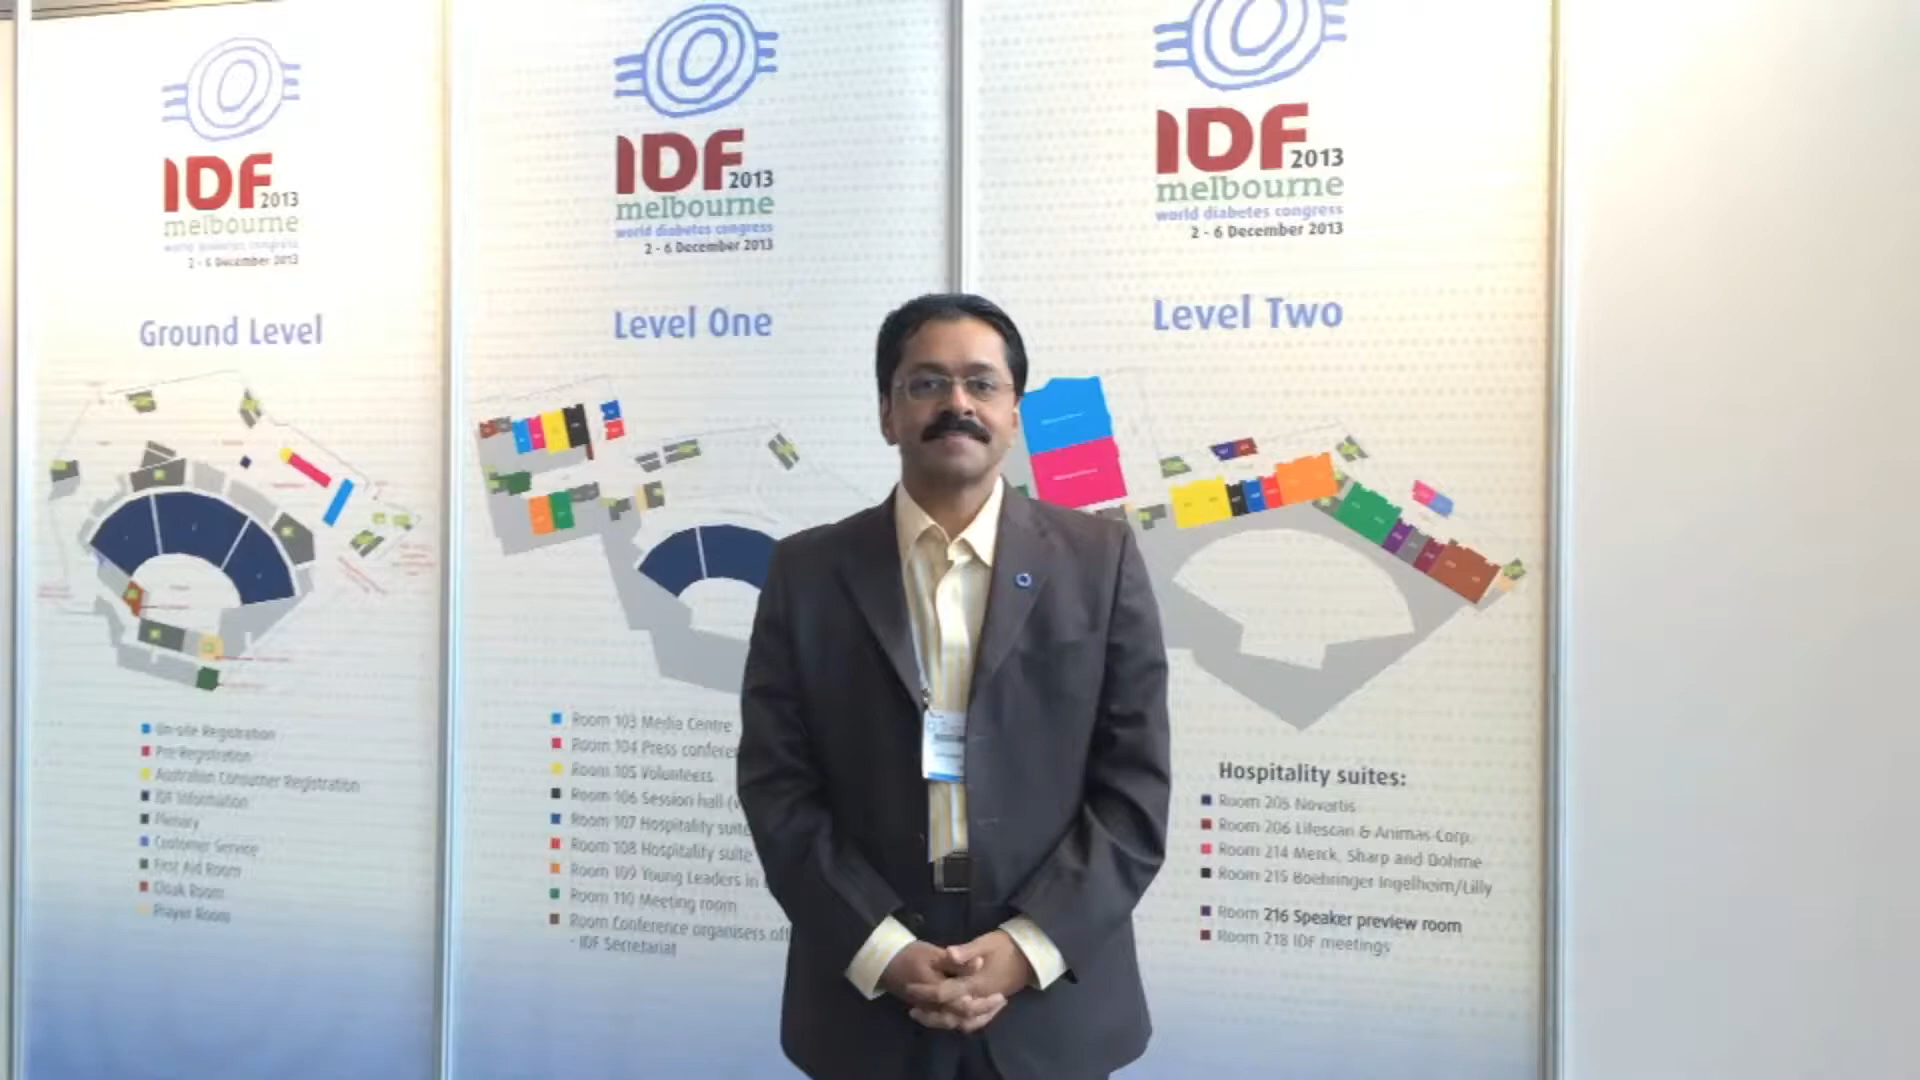 IDF 2013
melbourne
world diabetes congress
2 - 6 December 2013
Ground Level
On-site Registration
Pre Registration
Australian Consumer Registration
IDF Information
Plenary
Customer Service
First Aid Room
Cloak Room
Prayer Room
IDF 2013
melbourne
world diabetes congress
2 - 6 December 2013
Level One
Room 103 Media Centre
Room 104 Press conferen
Room 105 Volunteers
Room 106 Session hall
Room 107 Hospitality suite
Room 108 Hospitality suite
Room 109 Young Leaders in
Room 110 Meeting room
Room Conference organisers off
- IDF Secretariat
IDF 2013
melbourne
world diabetes congress
2 - 6 December 2013
Level Two
Hospitality suites:
Room 205 Novartis
Room 206 Lifescan & Animas Corp.
Room 214 Merck, Sharp and Dohme
Room 215 Boehringer Ingelheim/Lilly
Room 216 Speaker preview room
Room 218 IDF meetings